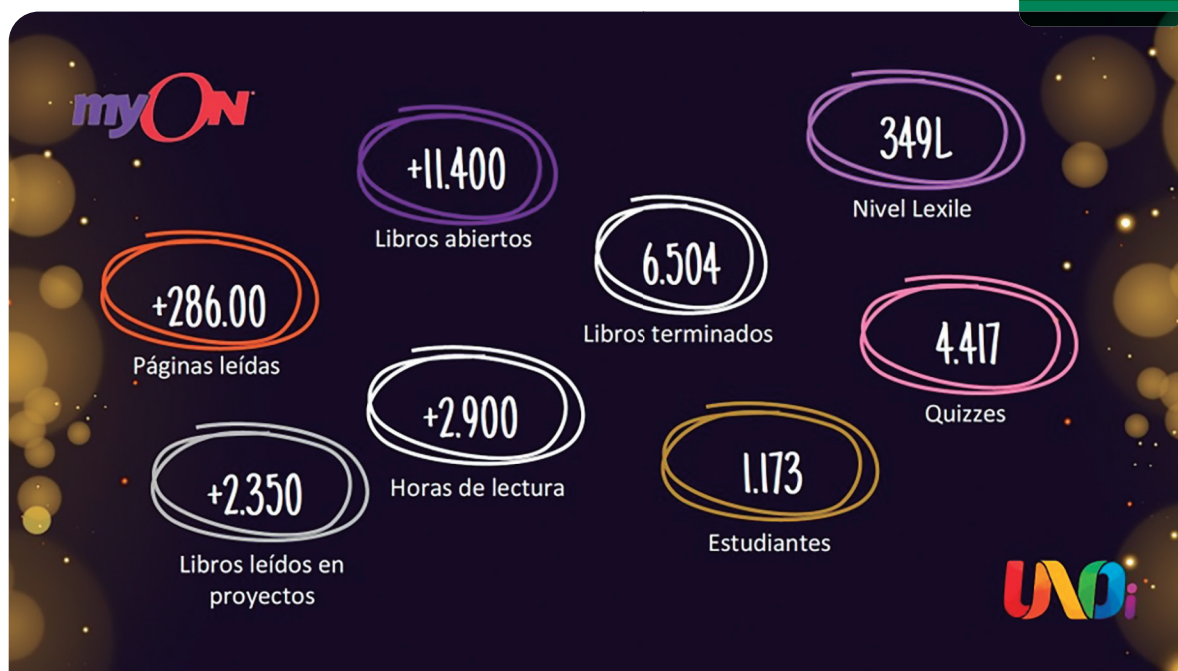 myON
+11.400
Libros abiertos
349L
Nivel Lexile
+286.00
Páginas leídas
6.504
Libros terminados
4.417
Quizzes
+2.900
Horas de lectura
+2.350
Libros leídos en
proyectos
1.173
Estudiantes
UNOi